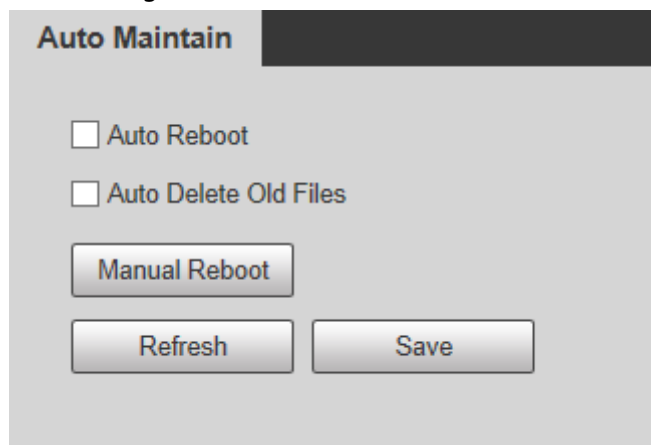 Auto Maintain
Auto Reboot
Auto Delete Old Files
Manual Reboot
Refresh Save